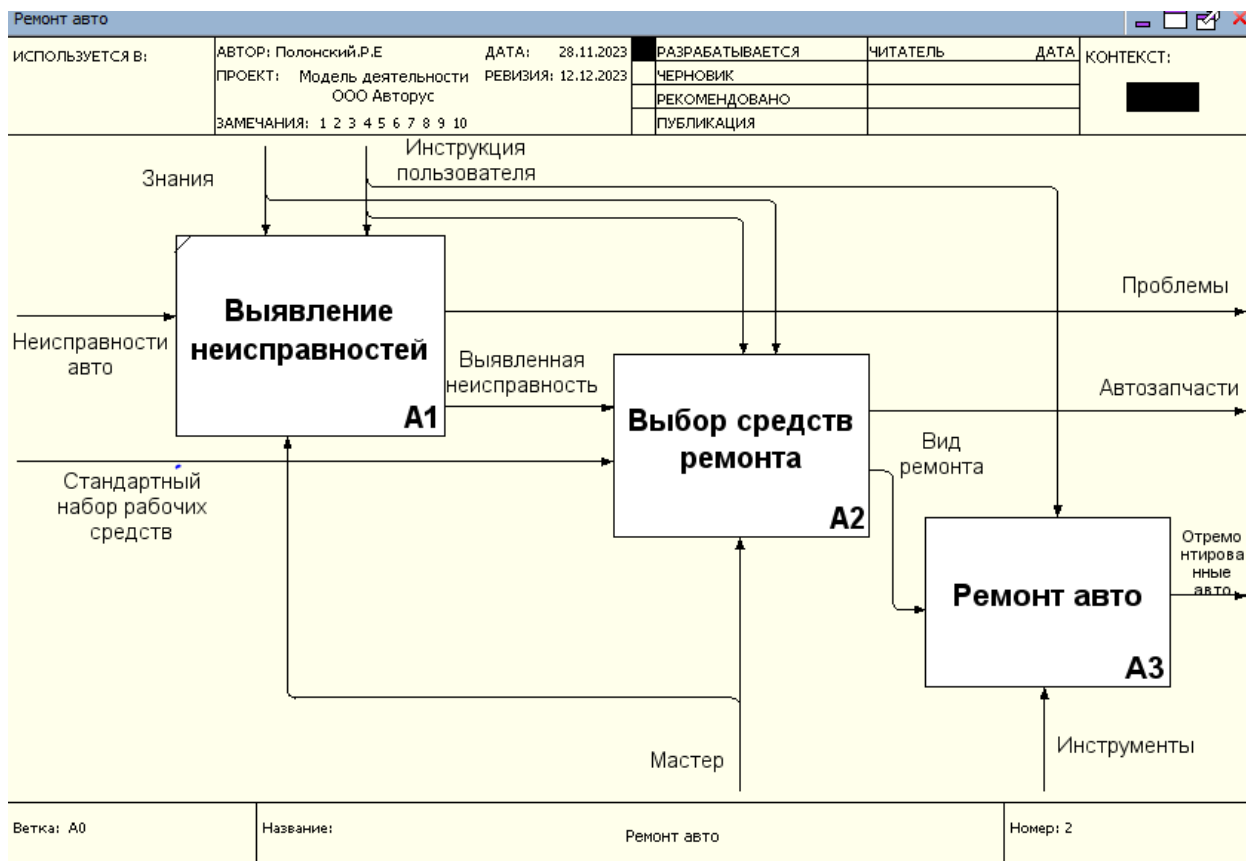 Ремонт авто
ИСПОЛЬЗУЕТСЯ В:
АВТОР: Полонский.Р.Е
ДАТА: 28.11.2023
ПРОЕКТ: Модель деятельности
ООО Авторус
РЕВИЗИЯ: 12.12.2023
ЗАМЕЧАНИЯ: 1 2 3 4 5 6 7 8 9 10
РАЗРАБАТЫВАЕТСЯ
ЧЕРНОВИК
РЕКОМЕНДОВАНО
ПУБЛИКАЦИЯ
ЧИТАТЕЛЬ
ДАТА
КОНТЕКСТ:
Знания
Инструкция
пользователя
Неисправности
авто
Выявление
неисправностей
A1
Проблемы
Выявленная
неисправность
Стандартный
набор рабочих
средств
Выбор средств
ремонта
A2
Автозапчасти
Вид
ремонта
Ремонт авто
A3
Отремо
нтирова
нные
авто
Мастер
Инструменты
Ветка: A0
Название:
Ремонт авто
Номер: 2